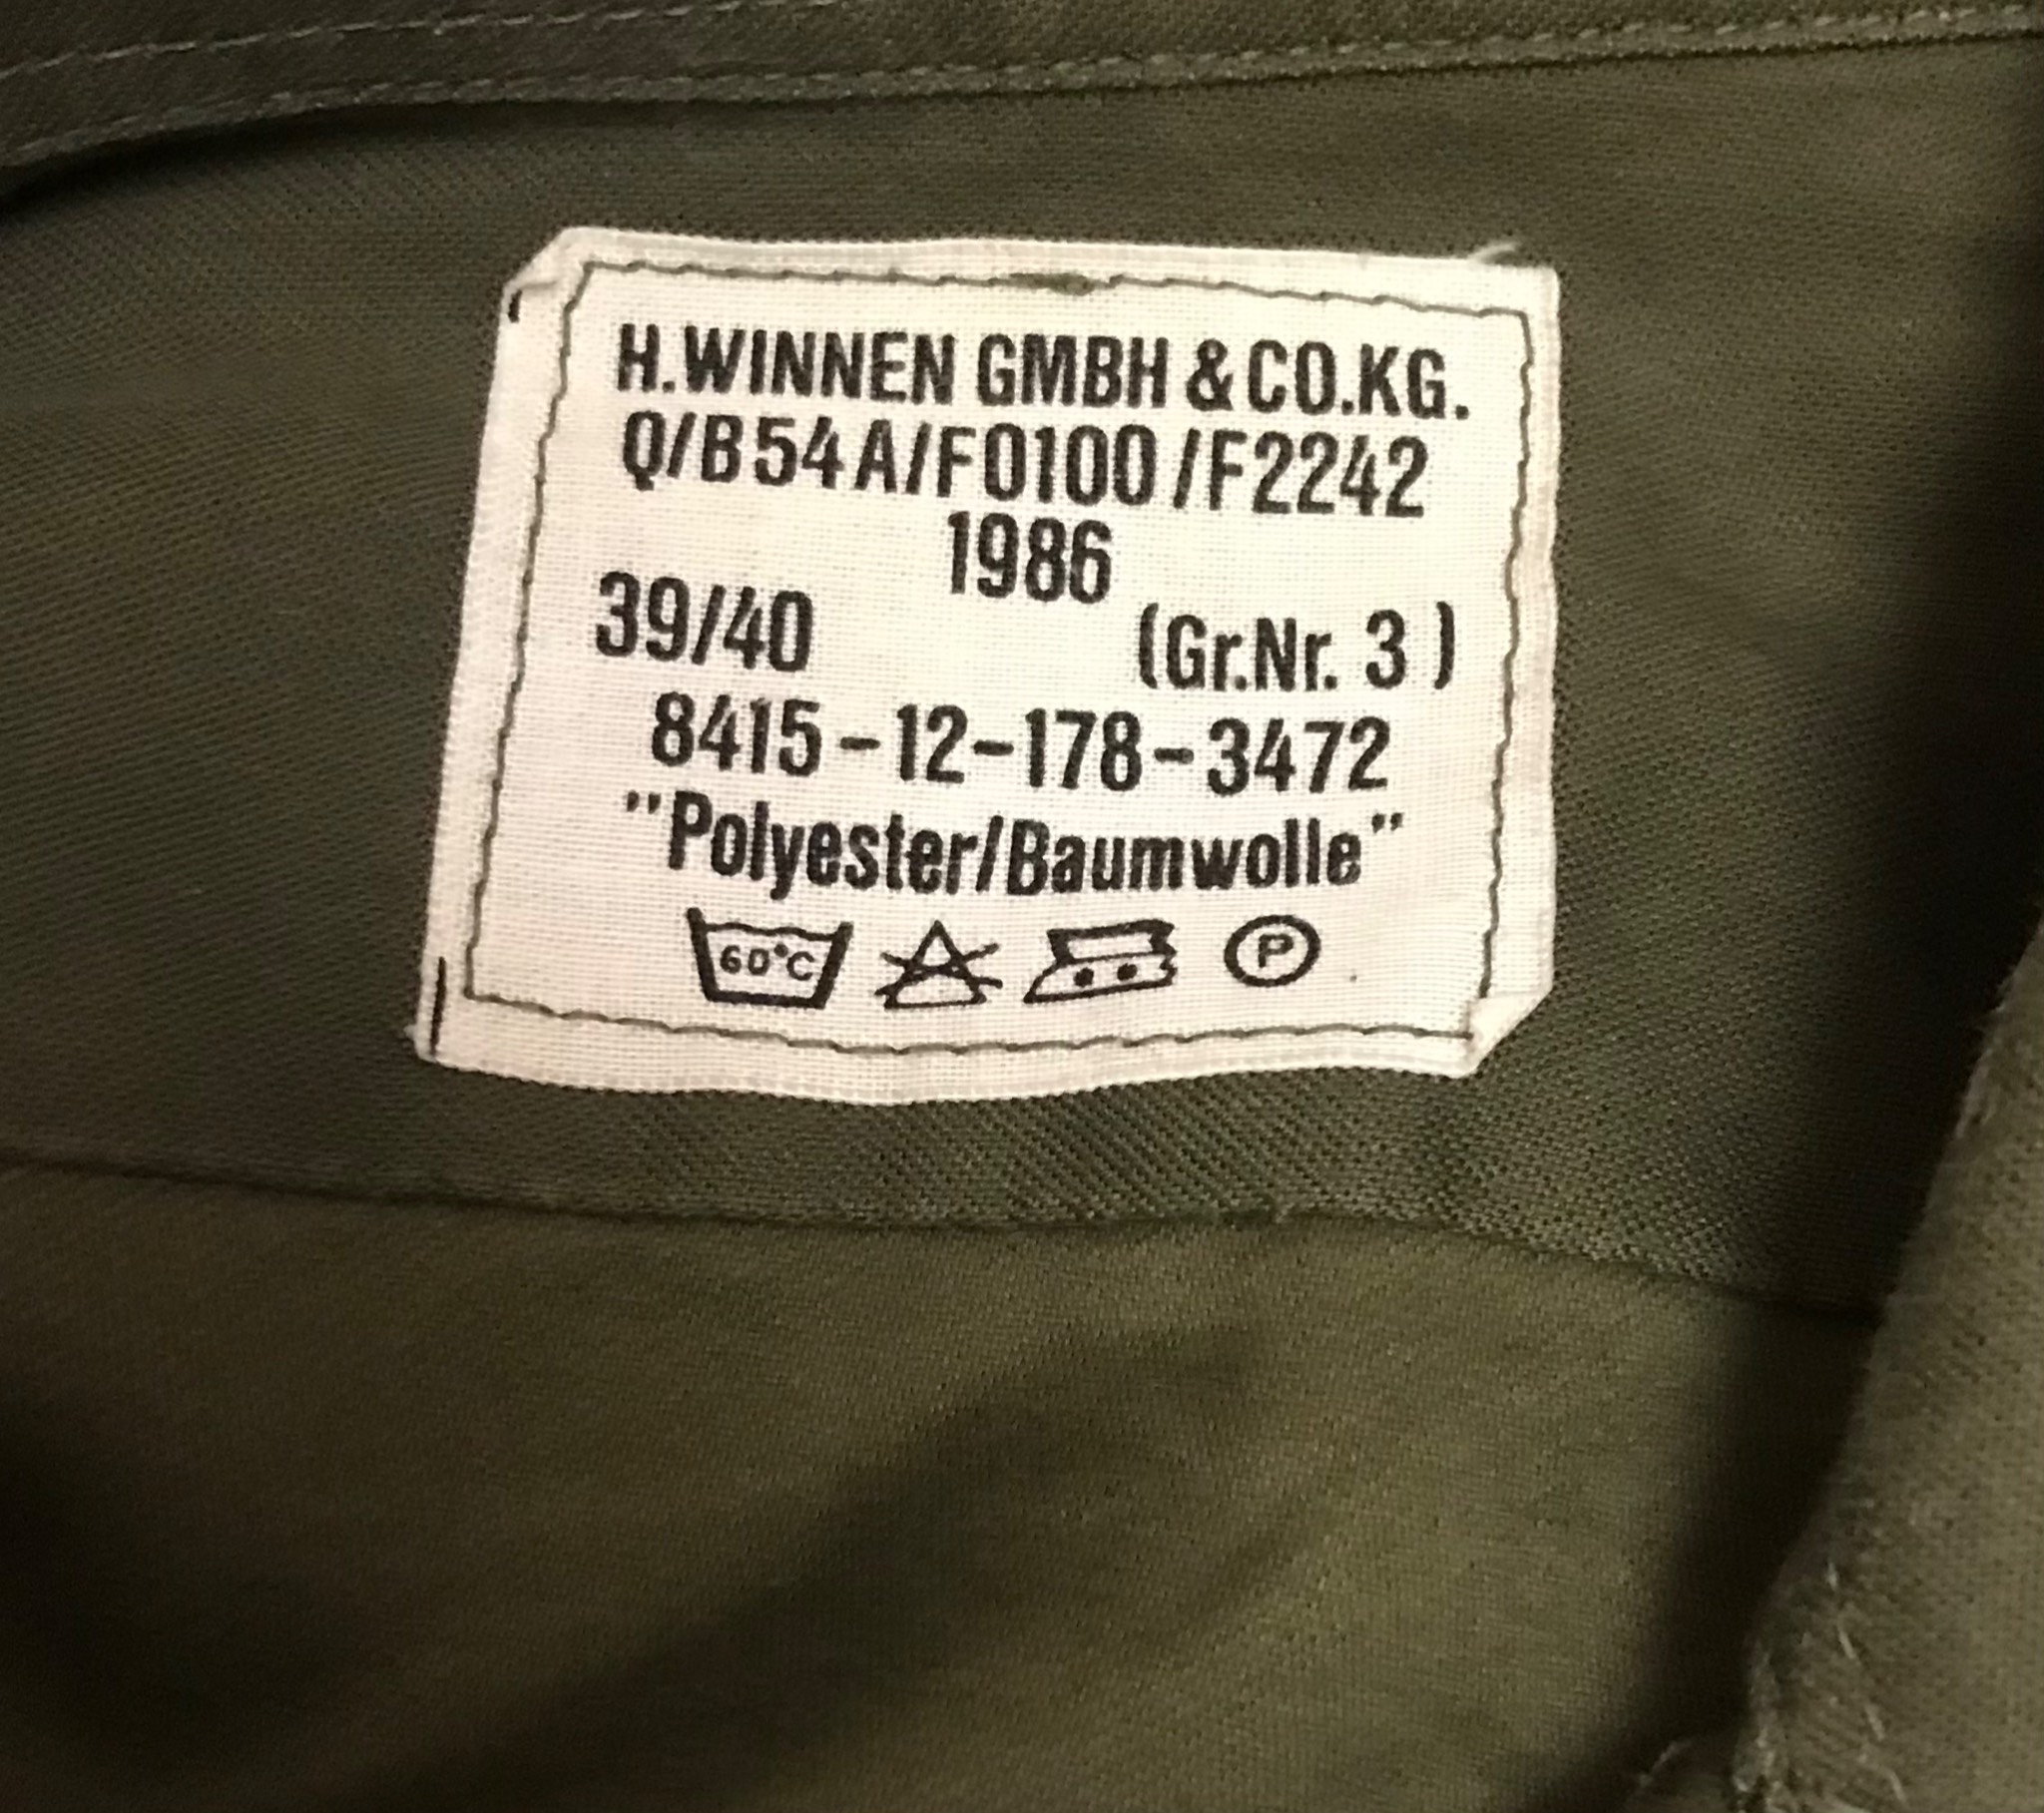 H.WINNEN GMBH & CO.KG.
Q/B54A/F0100/F2242
1986
39/40 (Gr.Nr. 3)
8415-12-178-3472
"Polyester/Baumwolle"
60°C P